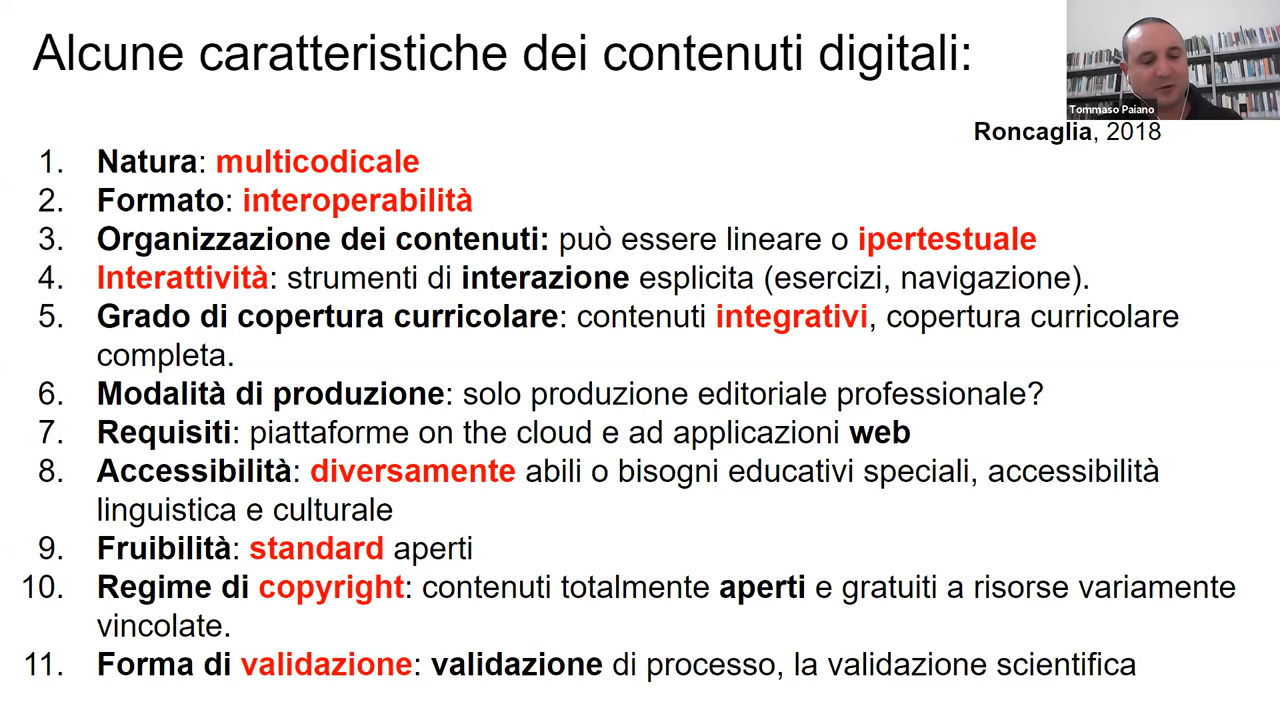 Alcune caratteristiche dei contenuti digitali:
Tommaso Paiano
Roncaglia, 2018
1. Natura: multicodicale
2. Formato: interoperabilità
3. Organizzazione dei contenuti: può essere lineare o ipertestuale
4. Interattività: strumenti di interazione esplicita (esercizi, navigazione).
5. Grado di copertura curricolare: contenuti integrativi, copertura curricolare
completa.
6. Modalità di produzione: solo produzione editoriale professionale?
7. Requisiti: piattaforme on the cloud e ad applicazioni web
8. Accessibilità: diversamente abili o bisogni educativi speciali, accessibilità
linguistica e culturale
9. Fruibilità: standard aperti
10. Regime di copyright: contenuti totalmente aperti e gratuiti a risorse variamente
vincolate.
11. Forma di validazione: validazione di processo, la validazione scientifica